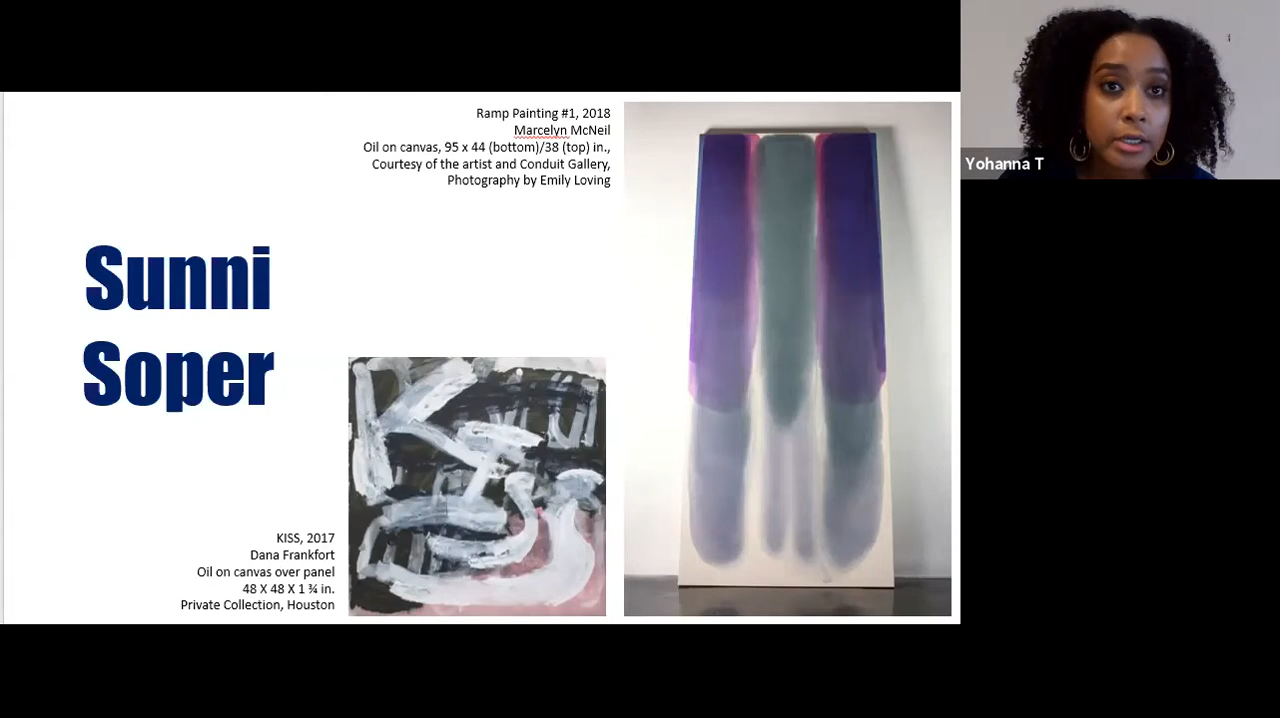 Ramp Painting #1, 2018
Marcelyn McNeil
Oil on canvas, 95 x 44 (bottom)/38 (top) in.,
Courtesy of the artist and Conduit Gallery,
Photography by Emily Loving
Yohanna T
Sunni
Soper
KISS
KISS, 2017
Dana Frankfort
Oil on canvas over panel
48 X 48 X 1 ¾ in.
Private Collection, Houston